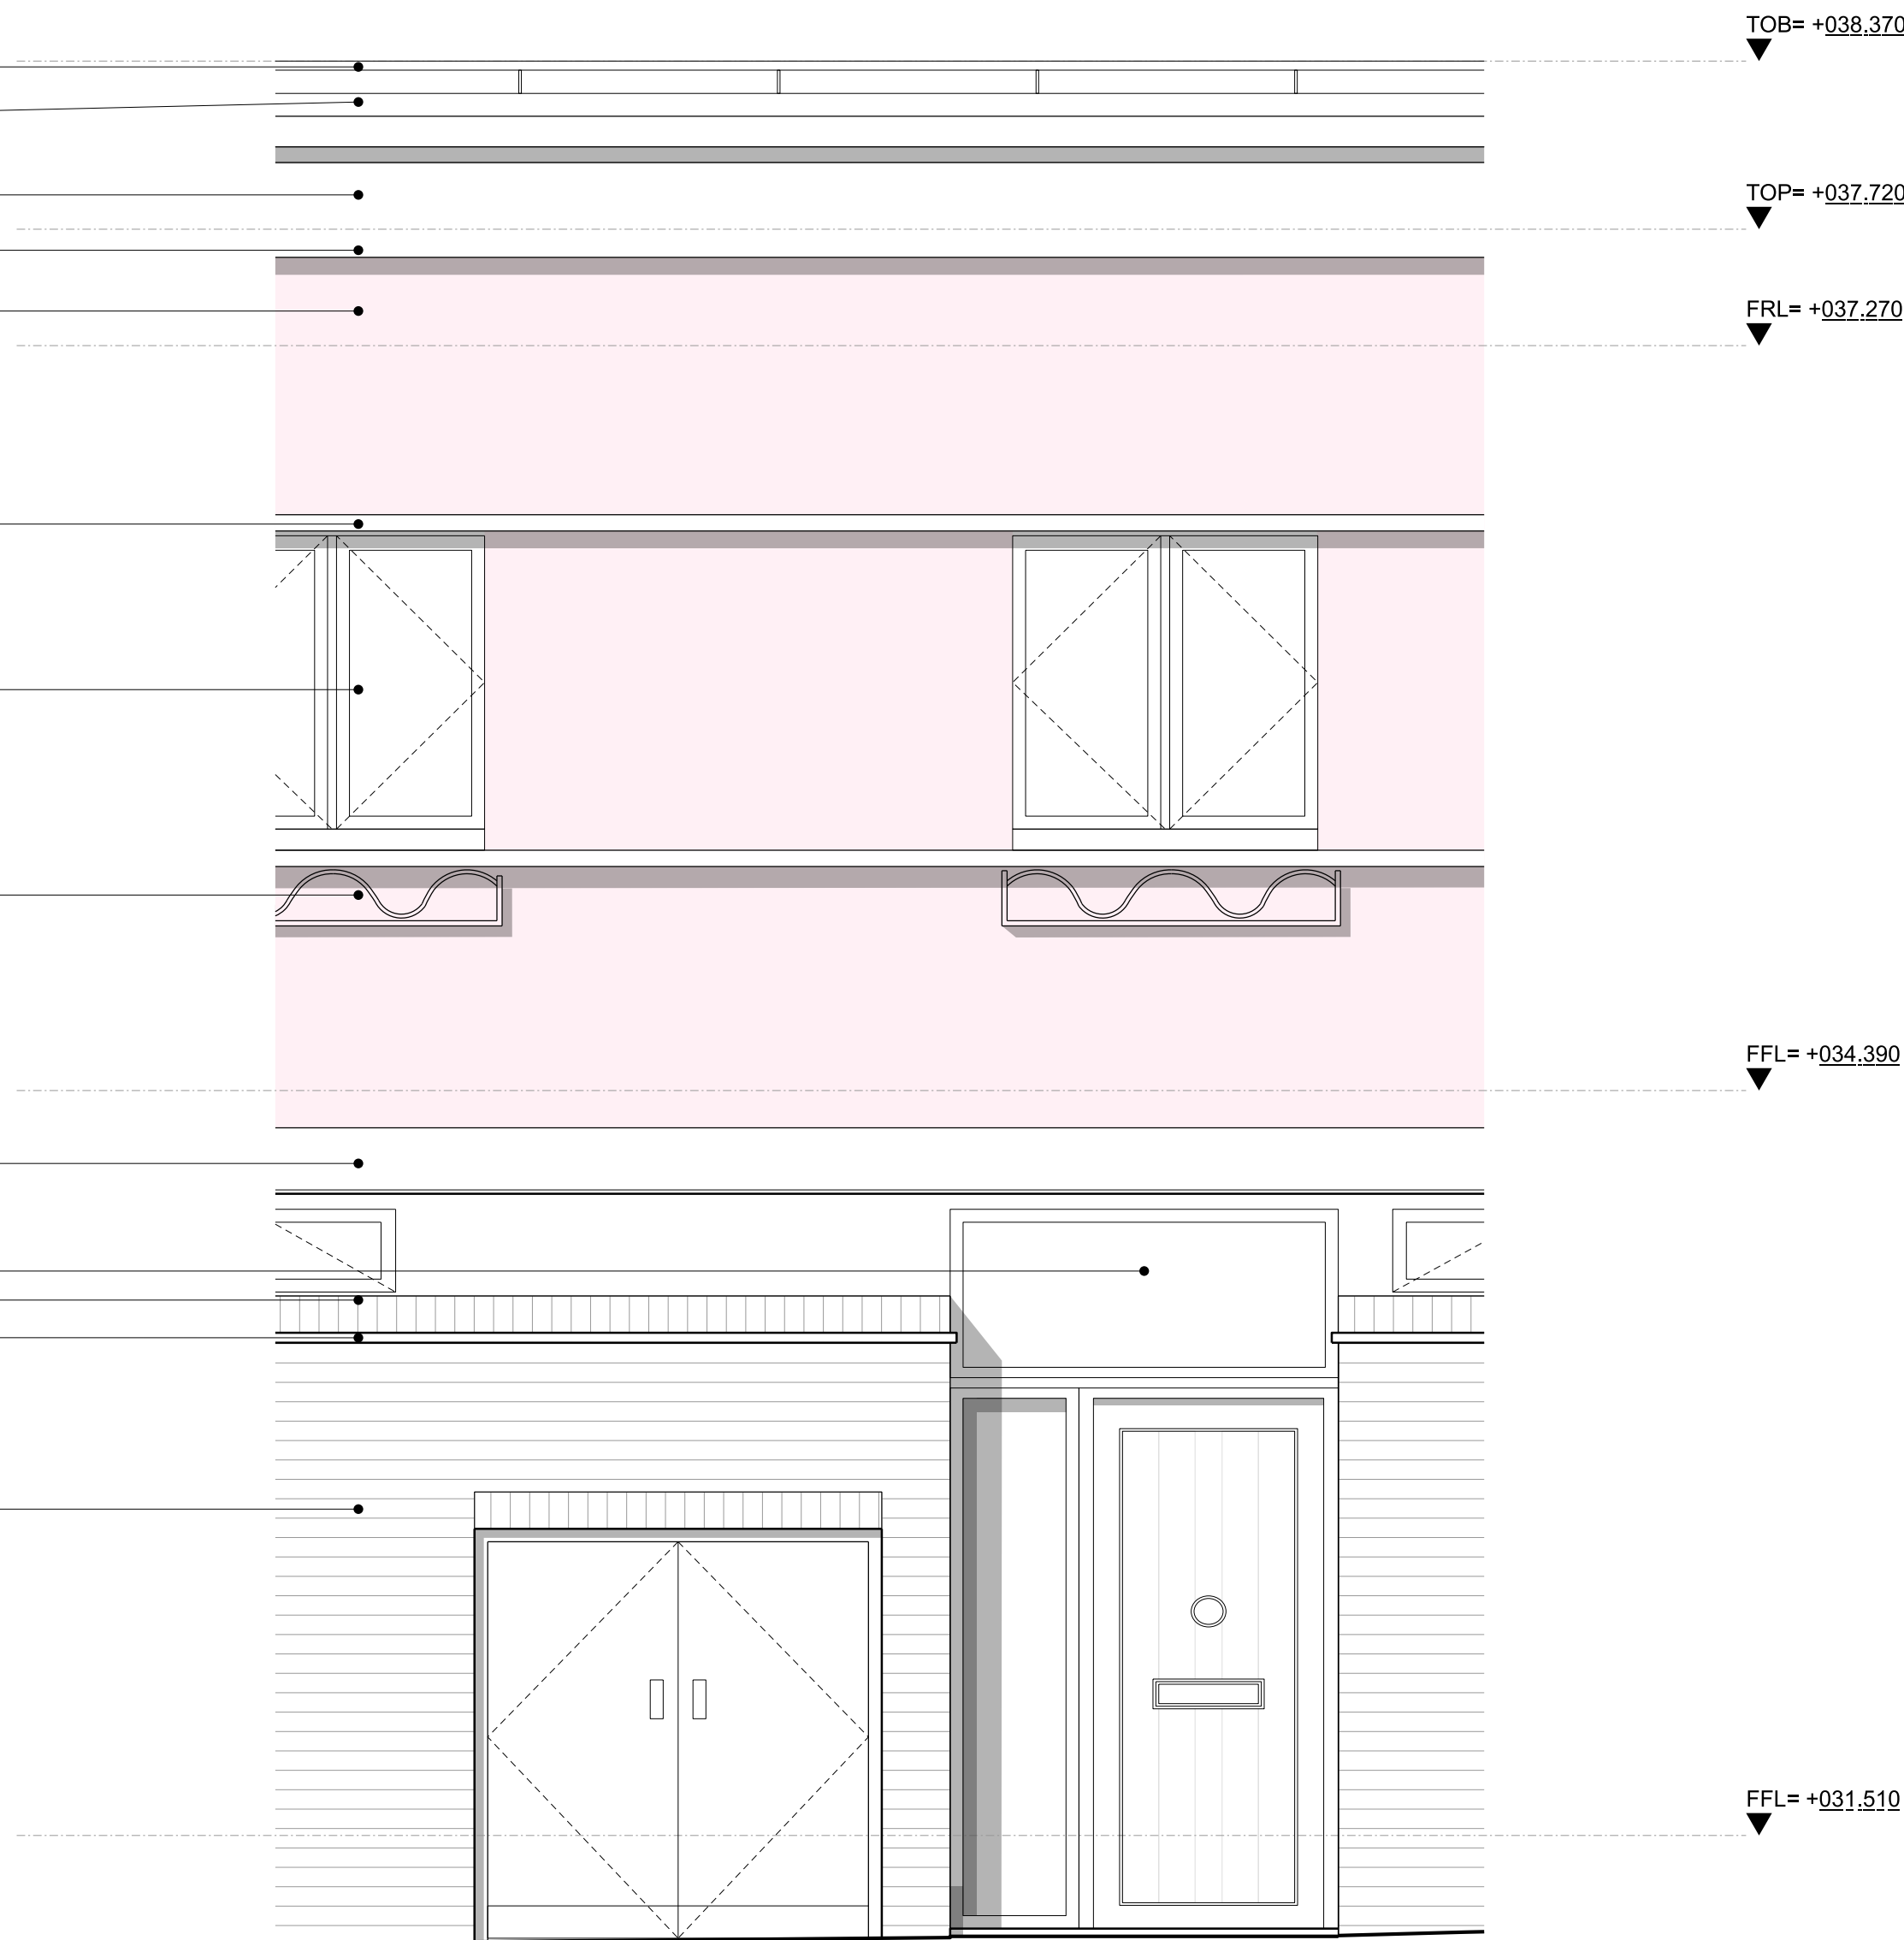 TOB= +038.370
TOP= +037.720
FRL= +037.270
FFL= +034.390
FFL= +031.510